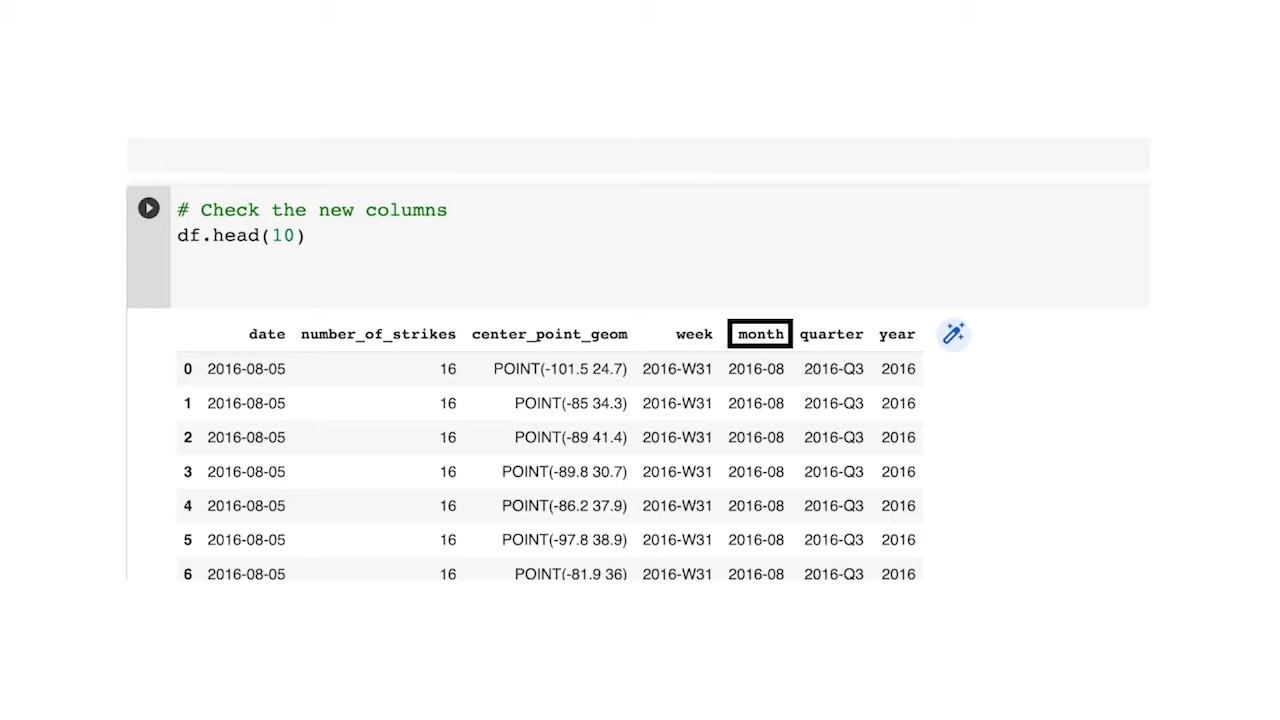 # Check the new columns
df.head(10)
date number_of_strikes center_point_geom week month quarter year
0 2016-08-05 16 POINT(-101.5 24.7) 2016-W31 2016-08 2016-Q3 2016
1 2016-08-05 16 POINT(-85 34.3) 2016-W31 2016-08 2016-Q3 2016
2 2016-08-05 16 POINT(-89 41.4) 2016-W31 2016-08 2016-Q3 2016
3 2016-08-05 16 POINT(-89.8 30.7) 2016-W31 2016-08 2016-Q3 2016
4 2016-08-05 16 POINT(-86.2 37.9) 2016-W31 2016-08 2016-Q3 2016
5 2016-08-05 16 POINT(-97.8 38.9) 2016-W31 2016-08 2016-Q3 2016
6 2016-08-05 16 POINT(-81.9 36) 2016-W31 2016-08 2016-Q3 2016